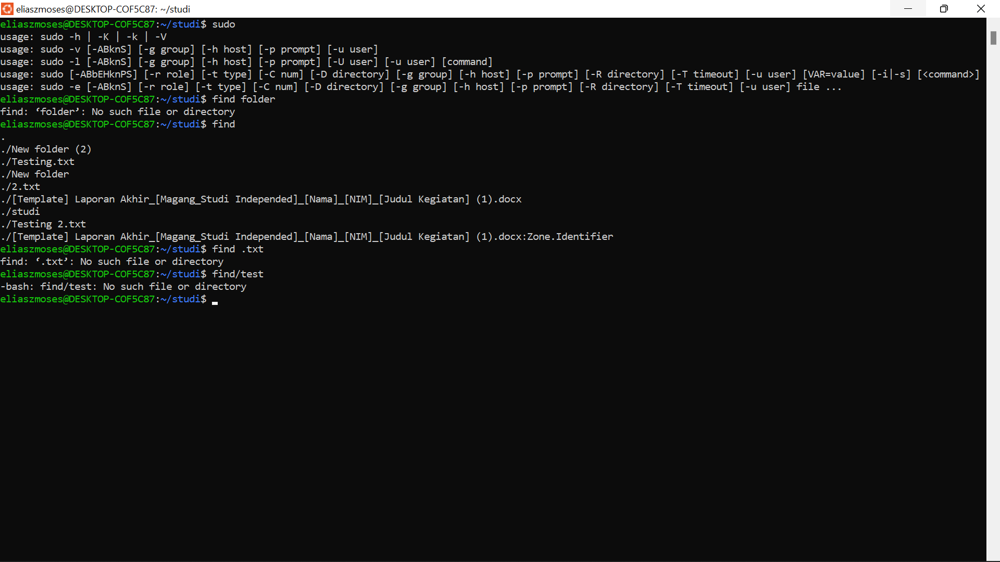 eliaszmoses@DESKTOP-COF5C87: ~/studi
eliaszmoses@DESKTOP-COF5C87:~/studi$ sudo
usage: sudo -h | -K | -k | -V
usage: sudo -v [-ABknS] [-g group] [-h host] [-p prompt] [-u user]
usage: sudo -l [-ABknS] [-g group] [-h host] [-p prompt] [-U user] [-u user] [command]
usage: sudo [-ABbEHknPS] [-r role] [-t type] [-C num] [-D directory] [-g group] [-h host] [-p prompt] [-R directory] [-T timeout] [-u user] [VAR=value] [-i|-s] [<command>]
usage: sudo -e [-ABknS] [-r role] [-t type] [-C num] [-D directory] [-g group] [-h host] [-p prompt] [-R directory] [-T timeout] [-u user] file ...
eliaszmoses@DESKTOP-COF5C87:~/studi$ find folder
find: ‘folder’: No such file or directory
eliaszmoses@DESKTOP-COF5C87:~/studi$ find
.
./New folder (2)
./Testing.txt
./New folder
./2.txt
./[Template] Laporan Akhir_[Magang_Studi Independed]_[Nama]_[NIM]_[Judul Kegiatan] (1).docx
./studi
./Testing 2.txt
./[Template] Laporan Akhir_[Magang_Studi Independed]_[Nama]_[NIM]_[Judul Kegiatan] (1).docx:Zone.Identifier
eliaszmoses@DESKTOP-COF5C87:~/studi$ find .txt
find: ‘.txt’: No such file or directory
eliaszmoses@DESKTOP-COF5C87:~/studi$ find/test
-bash: find/test: No such file or directory
eliaszmoses@DESKTOP-COF5C87:~/studi$